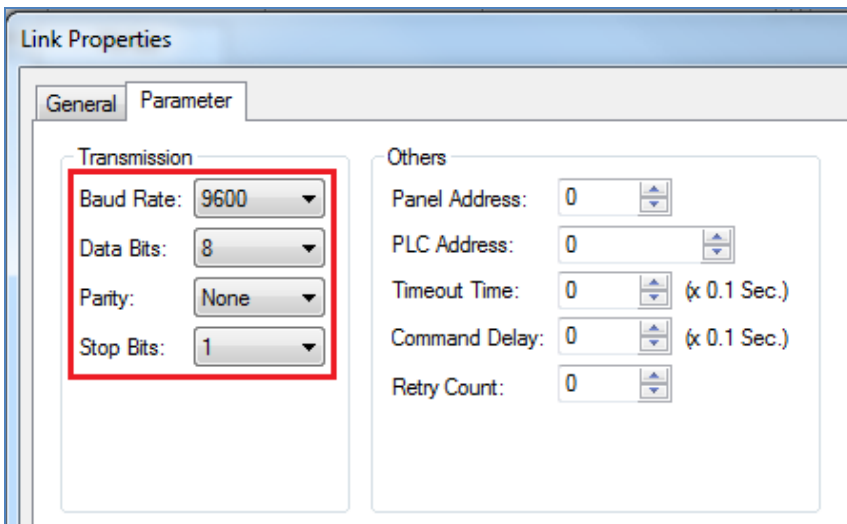 Link Properties
General Parameter
Transmission
Baud Rate: 9600
Data Bits: 8
Parity: None
Stop Bits: 1
Others
Panel Address: 0
PLC Address: 0
Timeout Time: 0 (x 0.1 Sec.)
Command Delay: 0 (x 0.1 Sec.)
Retry Count: 0